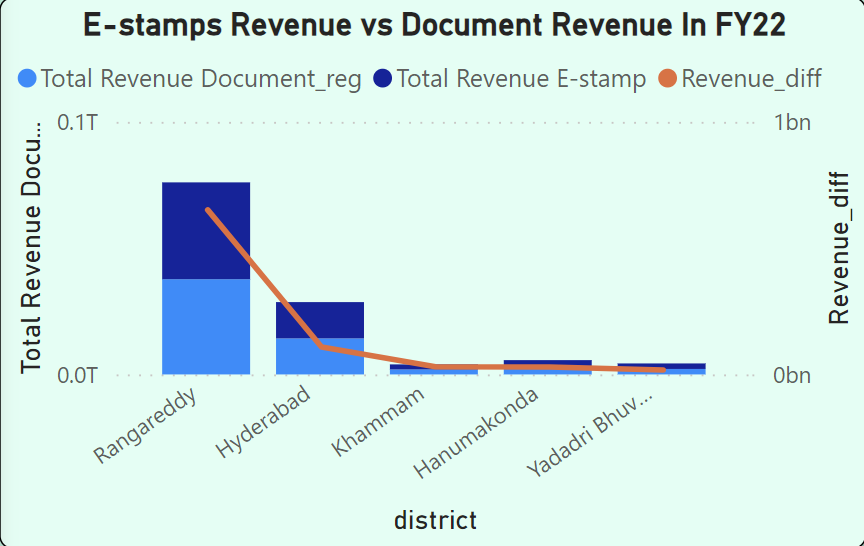 E-stamps Revenue vs Document Revenue In FY22
Total Revenue Document_reg Total Revenue E-stamp Revenue_diff
Total Revenue Docu...
0.1T
0.0T
1bn
0bn
Revenue_diff
Rangareddy
Hyderabad
Khammam
Hanumakonda
Yadadri Bhuv...
district